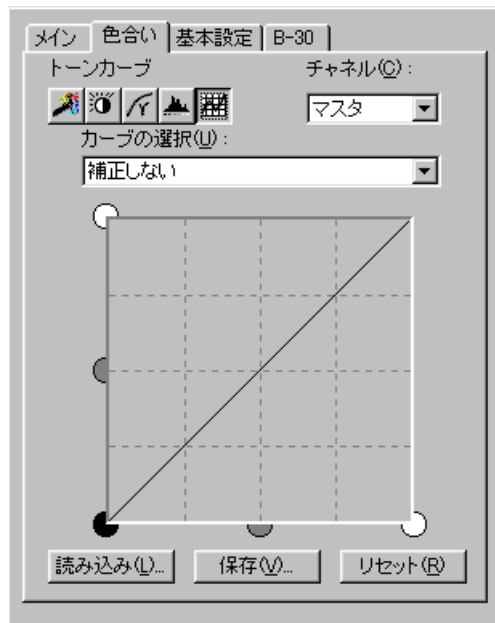 メイン 色合い 基本設定 B-30
トーンカーブ チャネル(C):
マスタ
カーブの選択(U):
補正しない
読み込み(L)... 保存(V)... リセット(R)